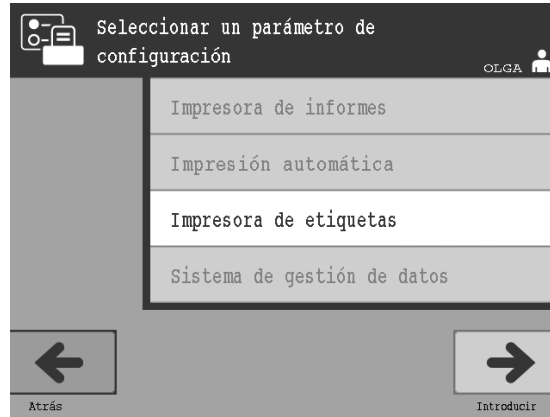 Seleccionar un parámetro de
configuración
OLGA
Impresora de informes
Impresión automática
Impresora de etiquetas
Sistema de gestión de datos
Atrás
Introducir